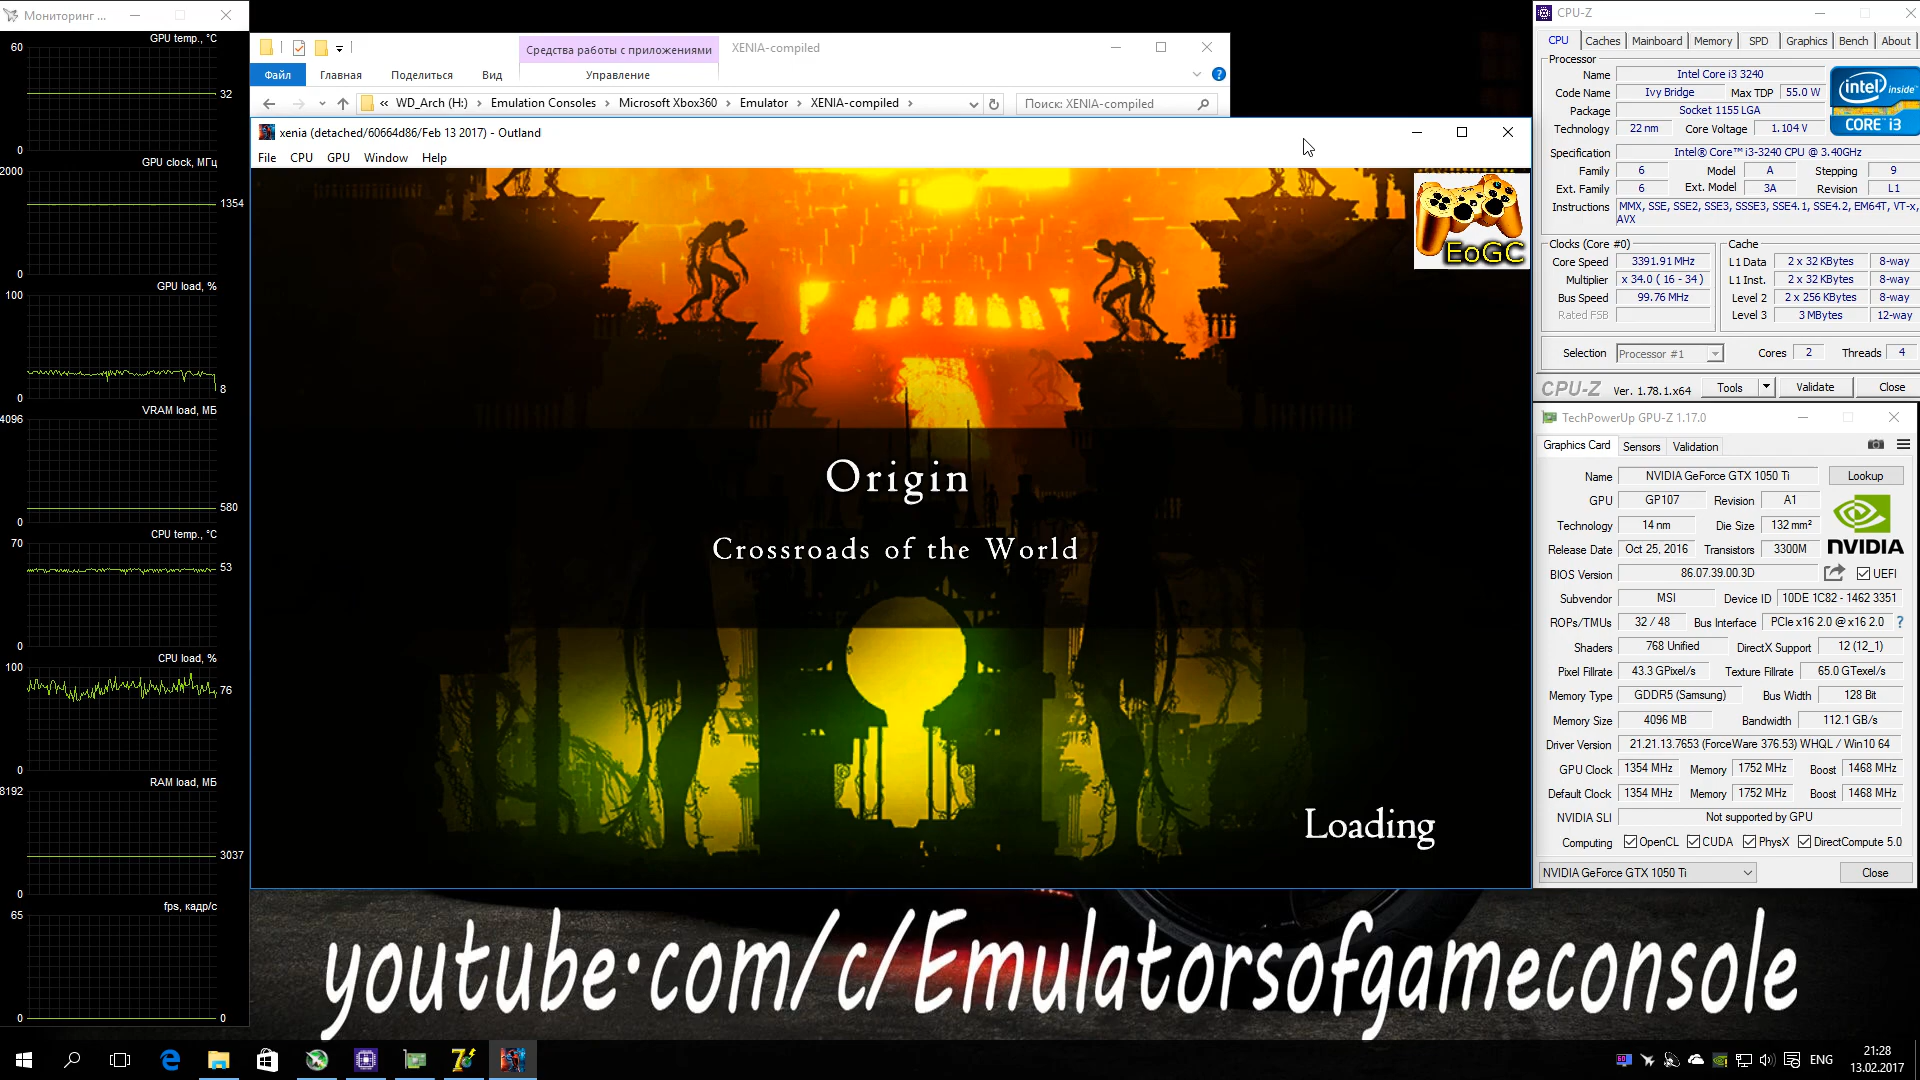 Мониторинг ...
GPU temp., °C
60
32
0
GPU clock, МГц
2000
1354
0
GPU load, %
100
8
0
VRAM load, МБ
4096
580
0
CPU temp., °C
70
53
0
CPU load, %
100
76
0
RAM load, МБ
8192
3037
0
fps, кадр/с
65
0
0
Средства работы с приложениями
XENIA-compiled
Файл
Главная
Поделиться
Вид
Управление
« WD_Arch (H:) › Emulation Consoles › Microsoft Xbox360 › Emulator › XENIA-compiled ›
Поиск: XENIA-compiled
xenia (detached/60664d86/Feb 13 2017) - Outland
File CPU GPU Window Help
EoGC
Origin
Crossroads of the World
Loading
CPU-Z
CPU Caches Mainboard Memory SPD Graphics Bench About
Processor
Name Intel Core i3 3240
Code Name Ivy Bridge Max TDP 55.0 W
Package Socket 1155 LGA
Technology 22 nm Core Voltage 1.104 V
intel inside™
CORE i3
Specification Intel® Core™ i3-3240 CPU @ 3.40GHz
Family 6 Model A Stepping 9
Ext. Family 6 Ext. Model 3A Revision L1
Instructions MMX, SSE, SSE2, SSE3, SSSE3, SSE4.1, SSE4.2, EM64T, VT-x,
AVX
Clocks (Core #0)
Core Speed 3391.91 MHz
Multiplier x 34.0 ( 16 - 34 )
Bus Speed 99.76 MHz
Rated FSB
Cache
L1 Data 2 x 32 KBytes 8-way
L1 Inst. 2 x 32 KBytes 8-way
Level 2 2 x 256 KBytes 8-way
Level 3 3 MBytes 12-way
Selection Processor #1 Cores 2 Threads 4
CPU-Z Ver. 1.78.1.x64 Tools Validate Close
TechPowerUp GPU-Z 1.17.0
Graphics Card Sensors Validation
Name NVIDIA GeForce GTX 1050 Ti Lookup
GPU GP107 Revision A1
Technology 14 nm Die Size 132 mm²
Release Date Oct 25, 2016 Transistors 3300M
NVIDIA
BIOS Version 86.07.39.00.3D UEFI
Subvendor MSI Device ID 10DE 1C82 - 1462 3351
ROPs/TMUs 32 / 48 Bus Interface PCIe x16 2.0 @ x16 2.0 ?
Shaders 768 Unified DirectX Support 12 (12_1)
Pixel Fillrate 43.3 GPixel/s Texture Fillrate 65.0 GTexel/s
Memory Type GDDR5 (Samsung) Bus Width 128 Bit
Memory Size 4096 MB Bandwidth 112.1 GB/s
Driver Version 21.21.13.7653 (ForceWare 376.53) WHQL / Win10 64
GPU Clock 1354 MHz Memory 1752 MHz Boost 1468 MHz
Default Clock 1354 MHz Memory 1752 MHz Boost 1468 MHz
NVIDIA SLI Not supported by GPU
Computing OpenCL CUDA PhysX DirectCompute 5.0
NVIDIA GeForce GTX 1050 Ti Close
youtube.com/c/Emulatorsofgameconsole
ENG
21:28
13.02.2017